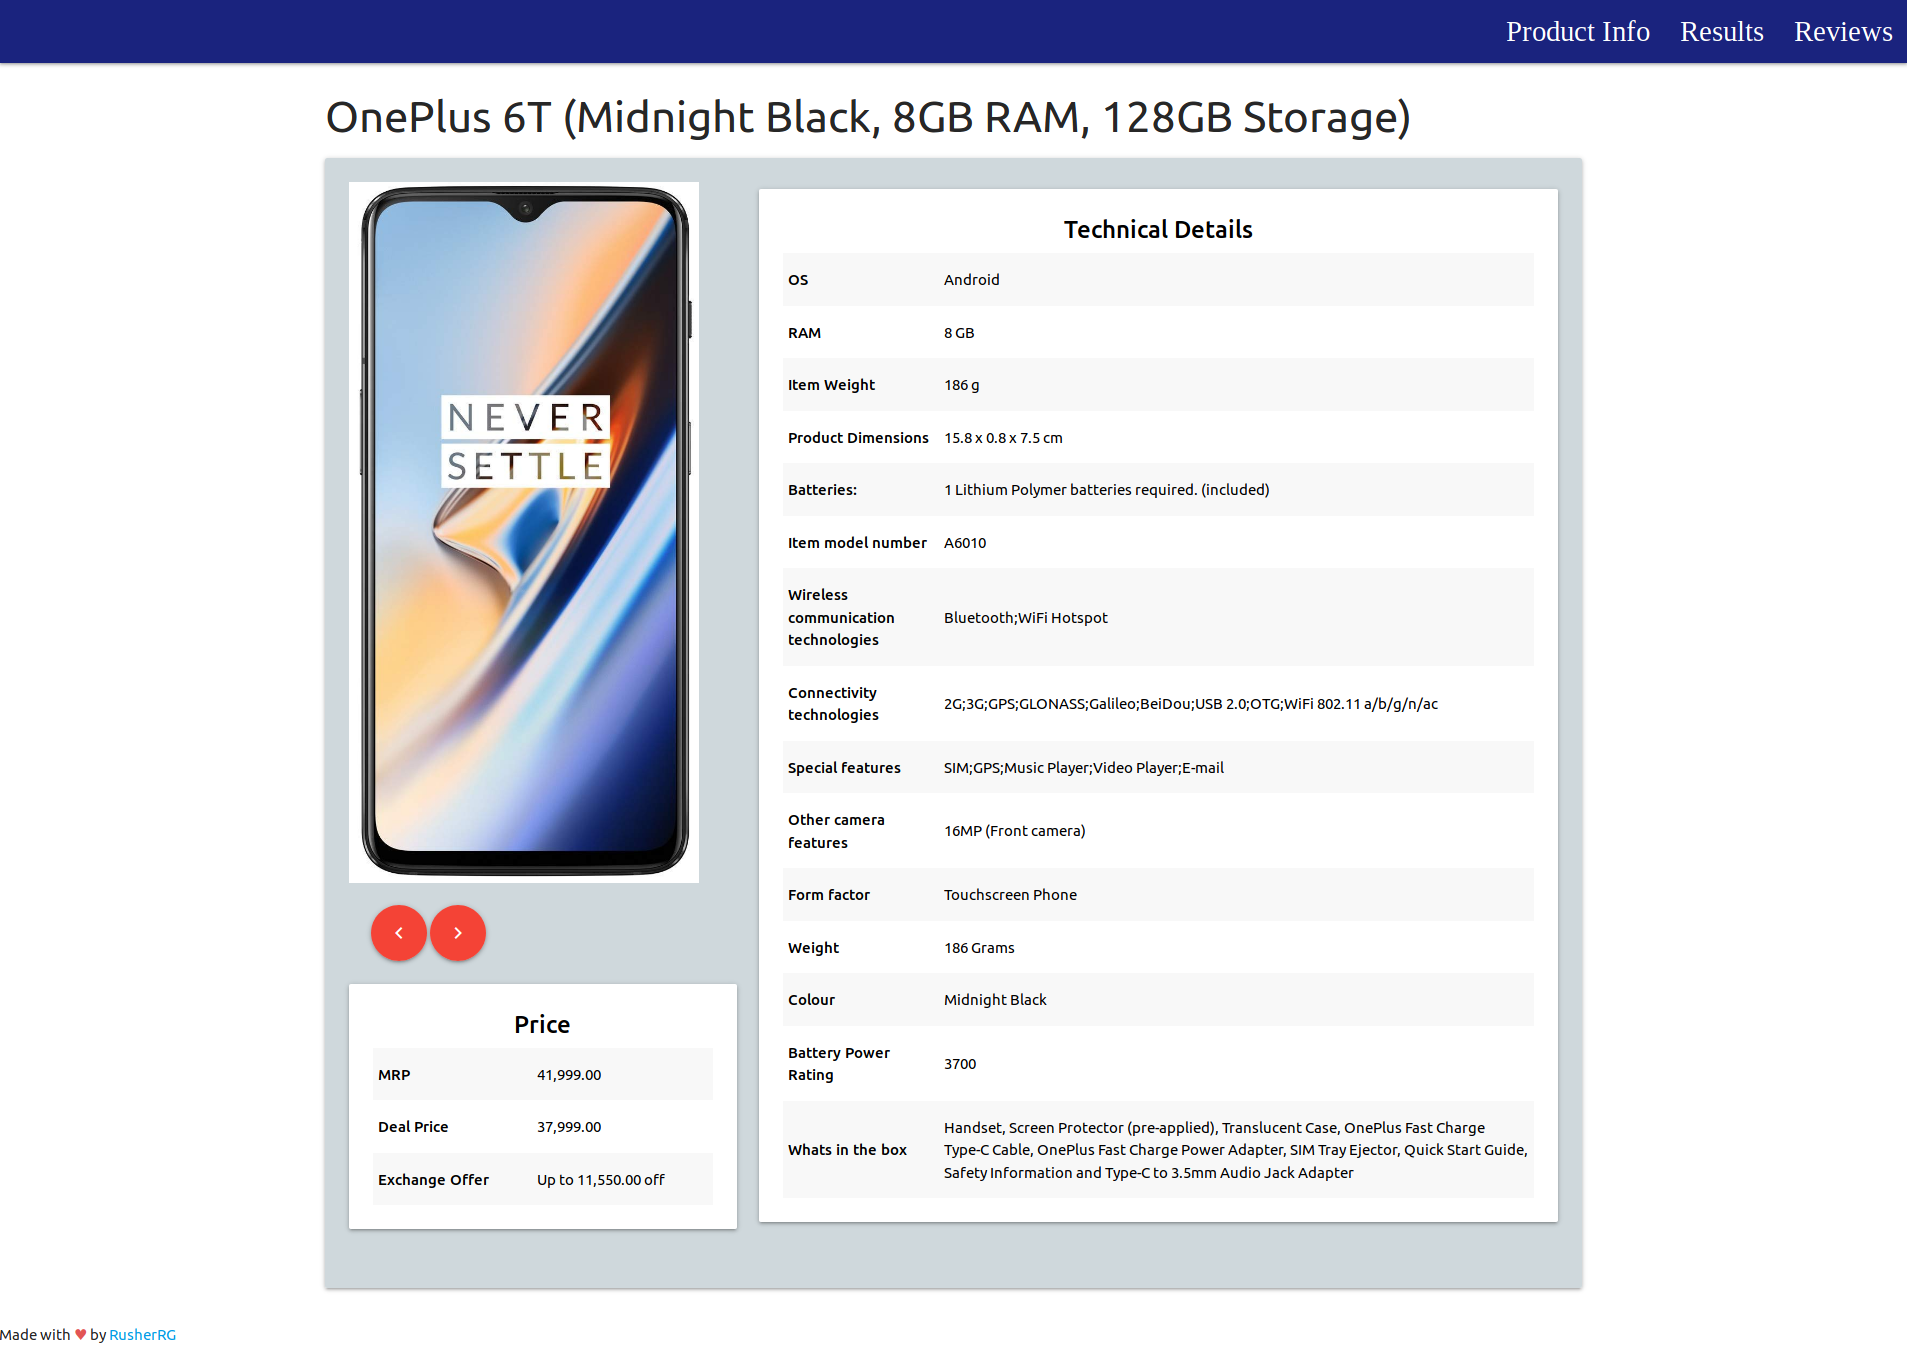 Product Info Results Reviews
OnePlus 6T (Midnight Black, 8GB RAM, 128GB Storage)
NEVER
SETTLE
Price
MRP 41,999.00
Deal Price 37,999.00
Exchange Offer Up to 11,550.00 off
Technical Details
OS Android
RAM 8 GB
Item Weight 186 g
Product Dimensions 15.8 x 0.8 x 7.5 cm
Batteries: 1 Lithium Polymer batteries required. (included)
Item model number A6010
Wireless
communication
technologies
Bluetooth;WiFi Hotspot
Connectivity
technologies
2G;3G;GPS;GLONASS;Galileo;BeiDou;USB 2.0;OTG;WiFi 802.11 a/b/g/n/ac
Special features SIM;GPS;Music Player;Video Player;E-mail
Other camera
features
16MP (Front camera)
Form factor Touchscreen Phone
Weight 186 Grams
Colour Midnight Black
Battery Power
Rating
3700
Whats in the box
Handset, Screen Protector (pre-applied), Translucent Case, OnePlus Fast Charge
Type-C Cable, OnePlus Fast Charge Power Adapter, SIM Tray Ejector, Quick Start Guide,
Safety Information and Type-C to 3.5mm Audio Jack Adapter
Made with ♥ by RusherRG